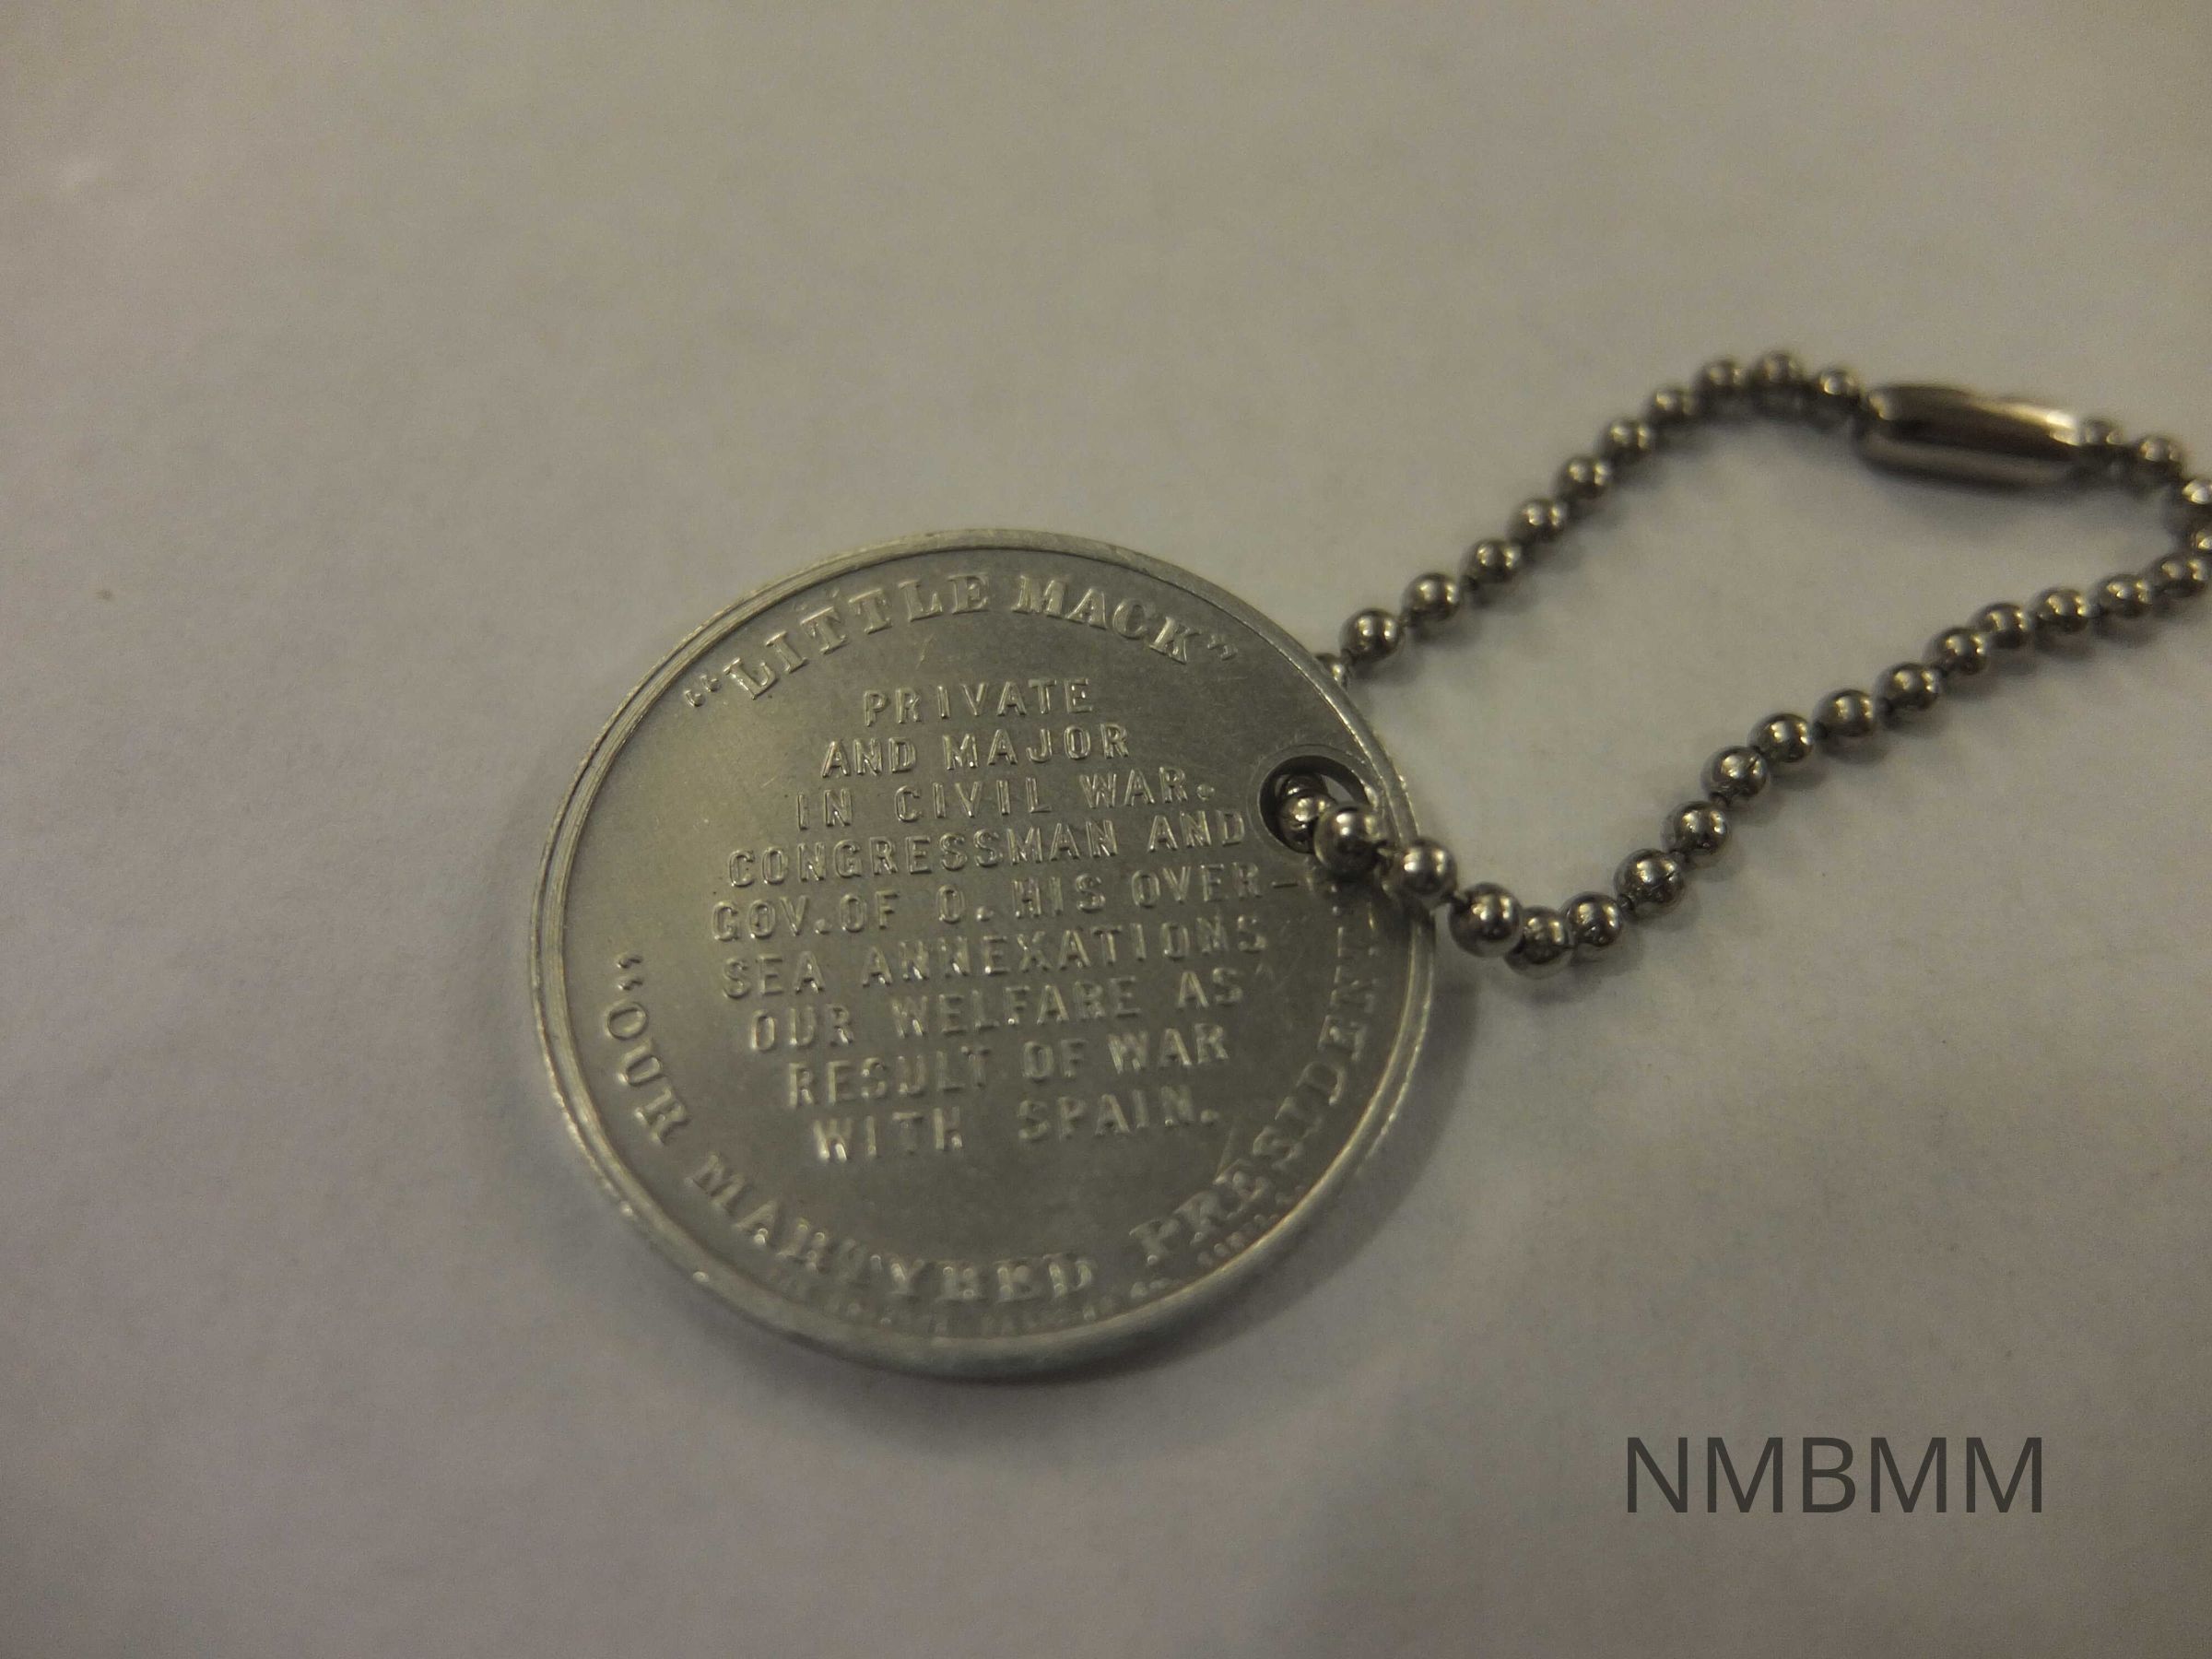 "LITTLE MACK"
PRIVATE
AND MAJOR
IN CIVIL WAR.
CONGRESSMAN AND
GOV. OF O. HIS OVER-
SEA ANNEXATIONS
OUR WELFARE AS
RESULT OF WAR
WITH SPAIN.
"OUR MARTYRED PRESIDENT"
NMBMM